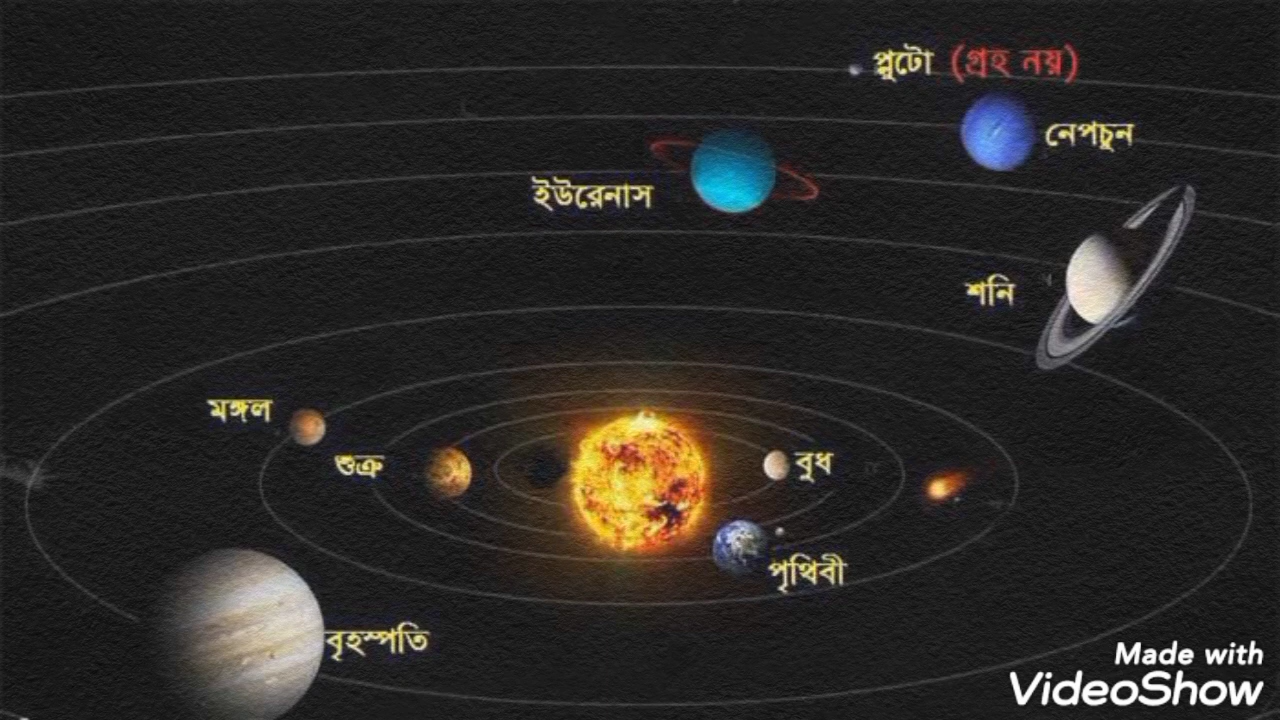 প্লুটো (গ্রহ নয়)
নেপচুন
ইউরেনাস
শনি
মঙ্গল
শুক্র
বুধ
পৃথিবী
বৃহস্পতি
Made with
VideoShow